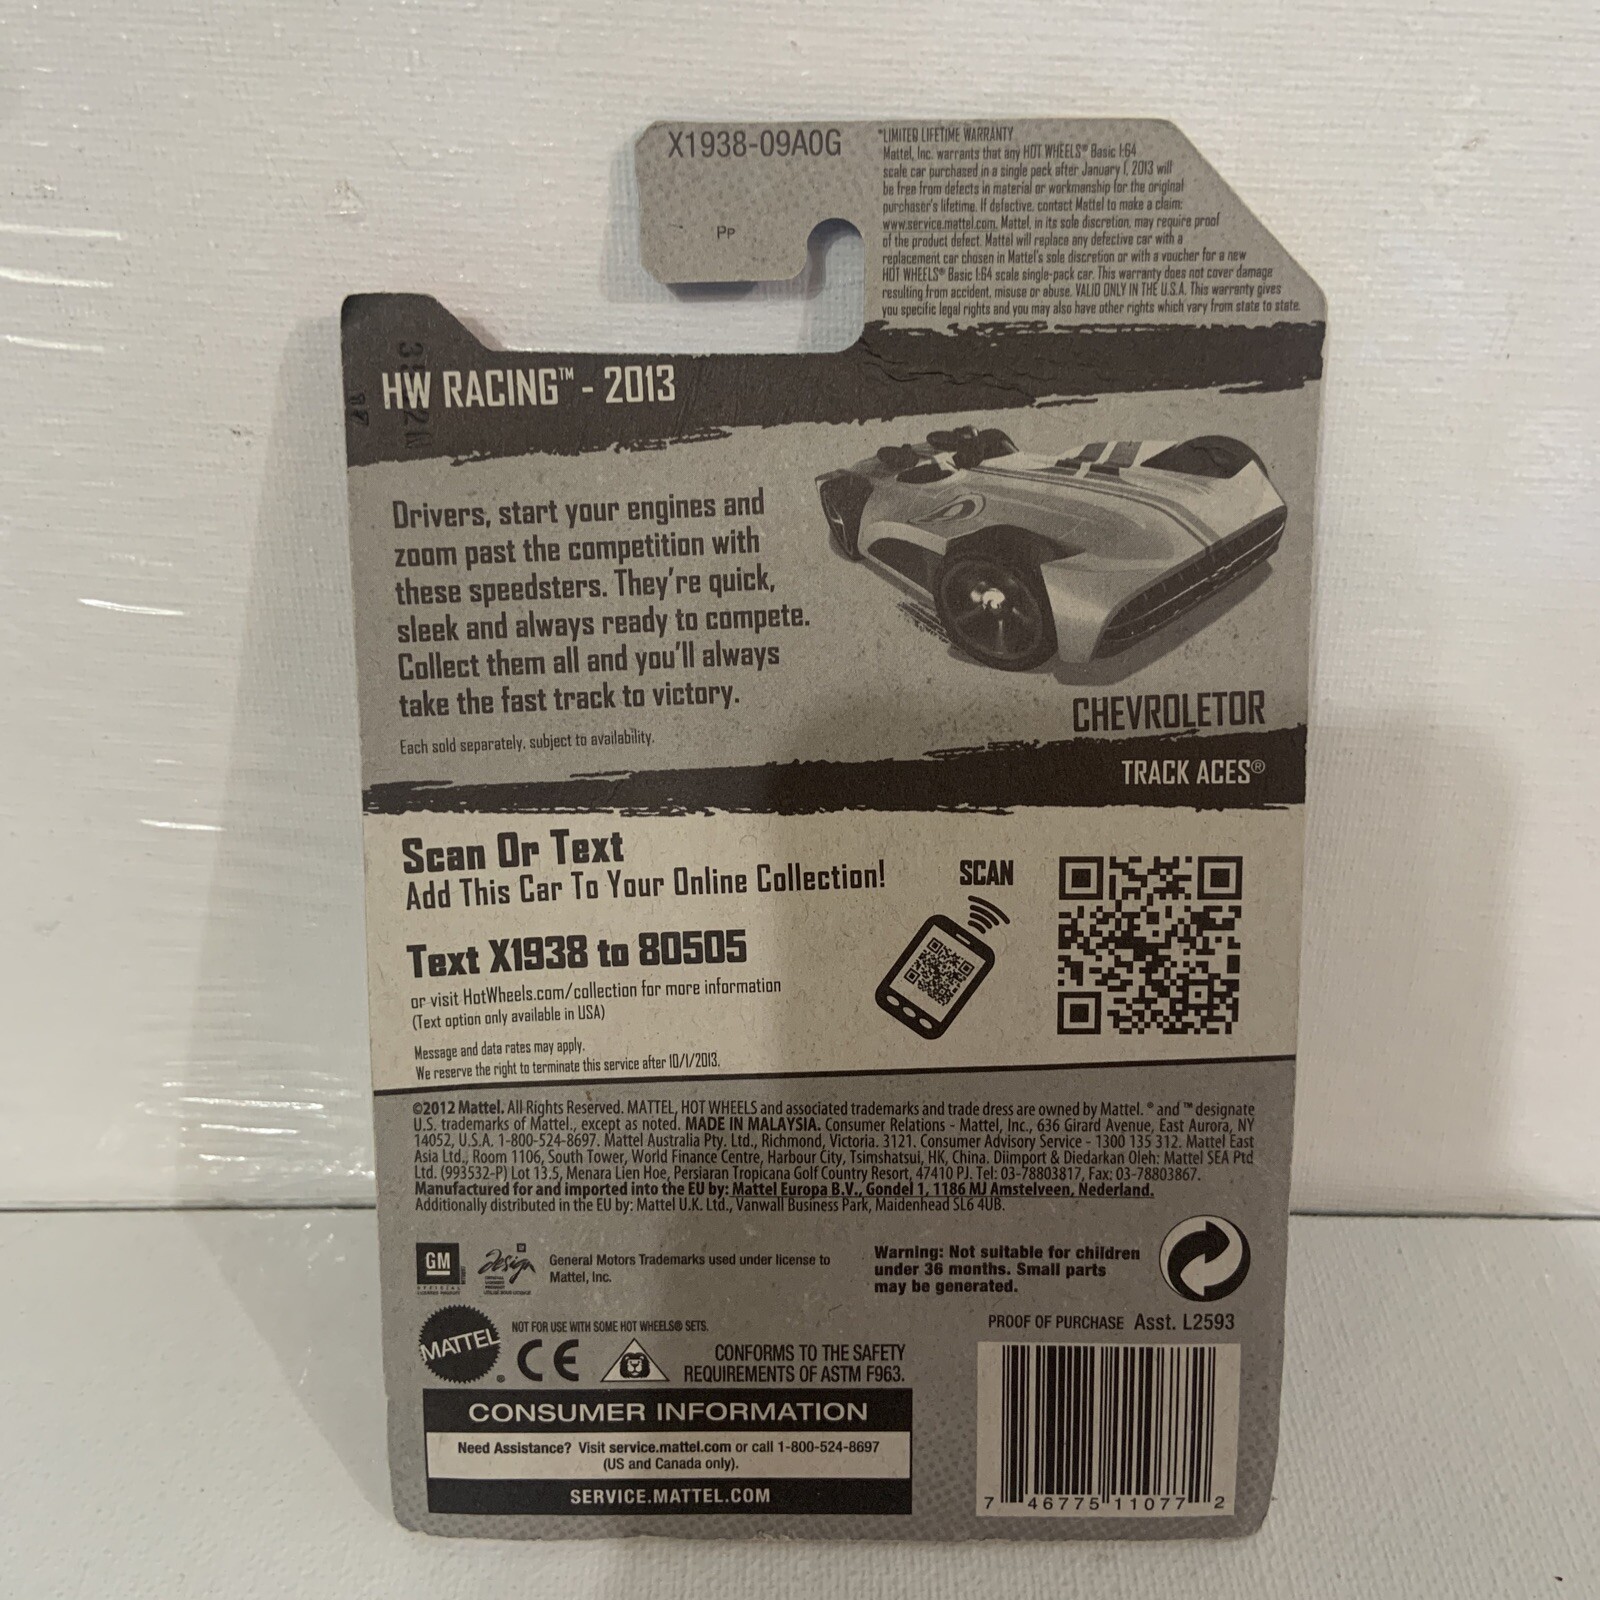 X1938-09A0G
Pp
*LIMITED LIFETIME WARRANTY
Mattel, Inc. warrants that any HOT WHEELS® Basic 1:64
scale car purchased in a single pack after January 1, 2013 will
be free from defects in material or workmanship for the original
purchaser's lifetime. If defective, contact Mattel to make a claim:
www.service.mattel.com. Mattel, in its sole discretion, may require proof
of the product defect. Mattel will replace any defective car with a
replacement car chosen in Mattel's sole discretion or with a voucher for a new
HOT WHEELS® Basic 1:64 scale single-pack car. This warranty does not cover damage
resulting from accident, misuse or abuse. VALID ONLY IN THE U.S.A. This warranty gives
you specific legal rights and you may also have other rights which vary from state to state.
HW RACING™ - 2013
Drivers, start your engines and
zoom past the competition with
these speedsters. They're quick,
sleek and always ready to compete.
Collect them all and you'll always
take the fast track to victory.
Each sold separately, subject to availability.
CHEVROLETOR
TRACK ACES®
Scan Or Text
Add This Car To Your Online Collection!
SCAN
Text X1938 to 80505
or visit HotWheels.com/collection for more information
(Text option only available in USA)
Message and data rates may apply.
We reserve the right to terminate this service after 10/1/2013.
©2012 Mattel. All Rights Reserved. MATTEL, HOT WHEELS and associated trademarks and trade dress are owned by Mattel. ® and ™ designate
U.S. trademarks of Mattel., except as noted. MADE IN MALAYSIA. Consumer Relations - Mattel, Inc., 636 Girard Avenue, East Aurora, NY
14052, U.S.A. 1-800-524-8697. Mattel Australia Pty. Ltd., Richmond, Victoria. 3121. Consumer Advisory Service - 1300 135 312. Mattel East
Asia Ltd., Room 1106, South Tower, World Finance Centre, Harbour City, Tsimshatsui, HK, China. Diimport & Diedarkan Oleh: Mattel SEA Ptd
Ltd. (993532-P) Lot 13.5, Menara Lien Hoe, Persiaran Tropicana Golf Country Resort, 47410 PJ. Tel: 03-78803817, Fax: 03-78803867.
Manufactured for and imported into the EU by: Mattel Europa B.V., Gondel 1, 1186 MJ Amstelveen, Nederland.
Additionally distributed in the EU by: Mattel U.K. Ltd., Vanwall Business Park, Maidenhead SL6 4UB.
GM
Design
General Motors Trademarks used under license to
Mattel, Inc.
Warning: Not suitable for children
under 36 months. Small parts
may be generated.
MATTEL®
NOT FOR USE WITH SOME HOT WHEELS® SETS.
CE
CONFORMS TO THE SAFETY
REQUIREMENTS OF ASTM F963.
PROOF OF PURCHASE Asst. L2593
CONSUMER INFORMATION
Need Assistance? Visit service.mattel.com or call 1-800-524-8697
(US and Canada only).
SERVICE.MATTEL.COM
7 46775 11077 2